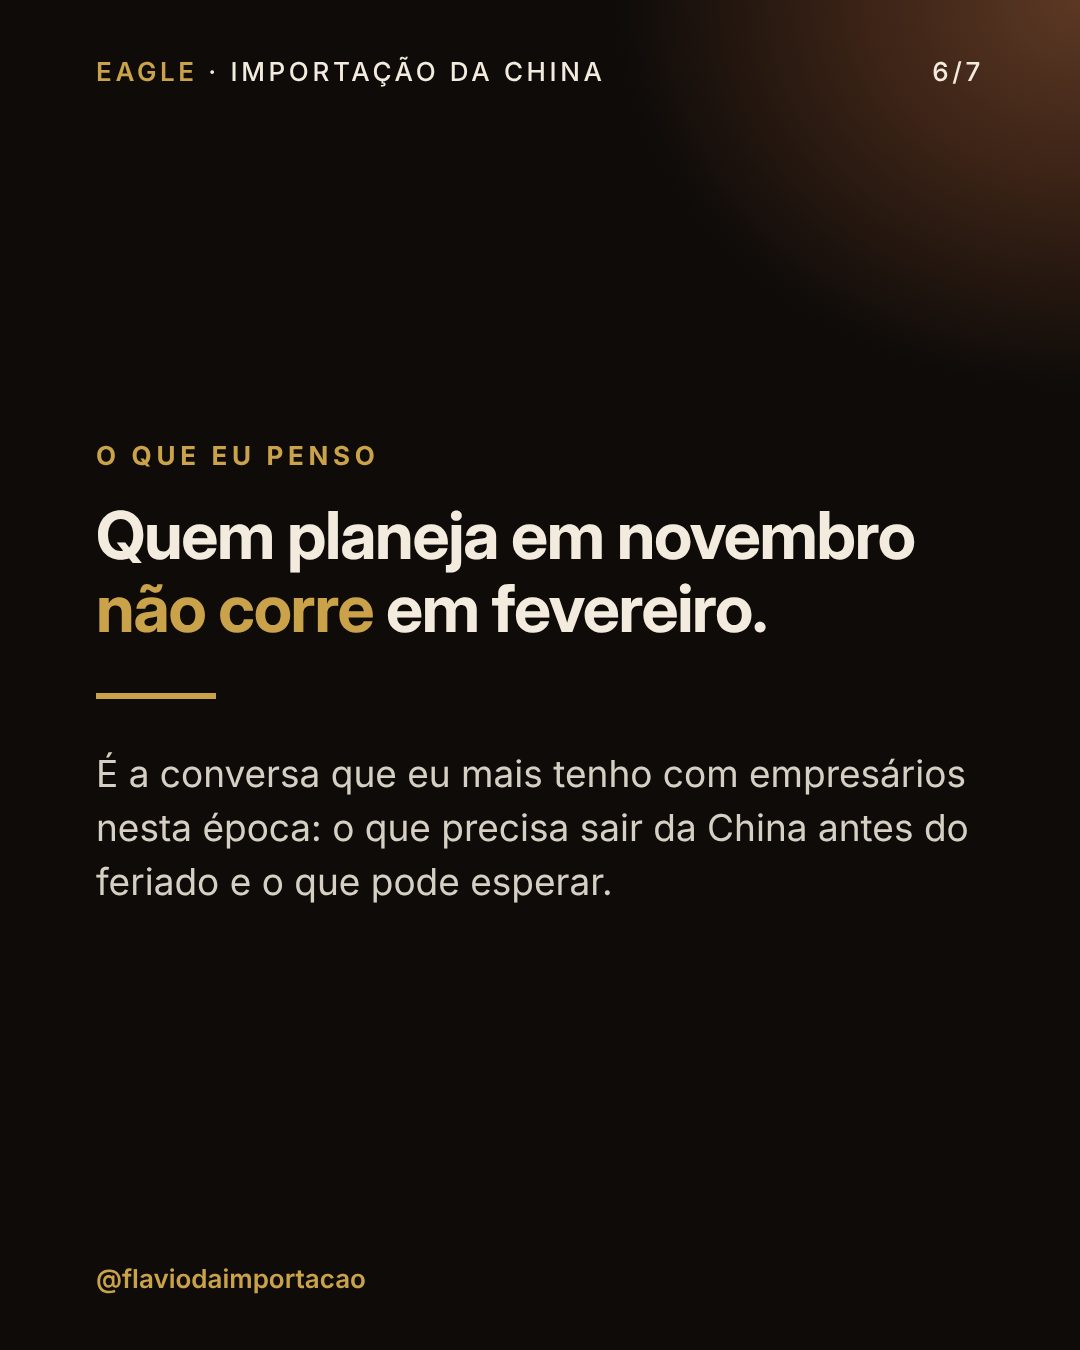 EAGLE · IMPORTAÇÃO DA CHINA
6/7
O QUE EU PENSO
Quem planeja em novembro
não corre em fevereiro.
É a conversa que eu mais tenho com empresários
nesta época: o que precisa sair da China antes do
feriado e o que pode esperar.
@flaviodaimportacao